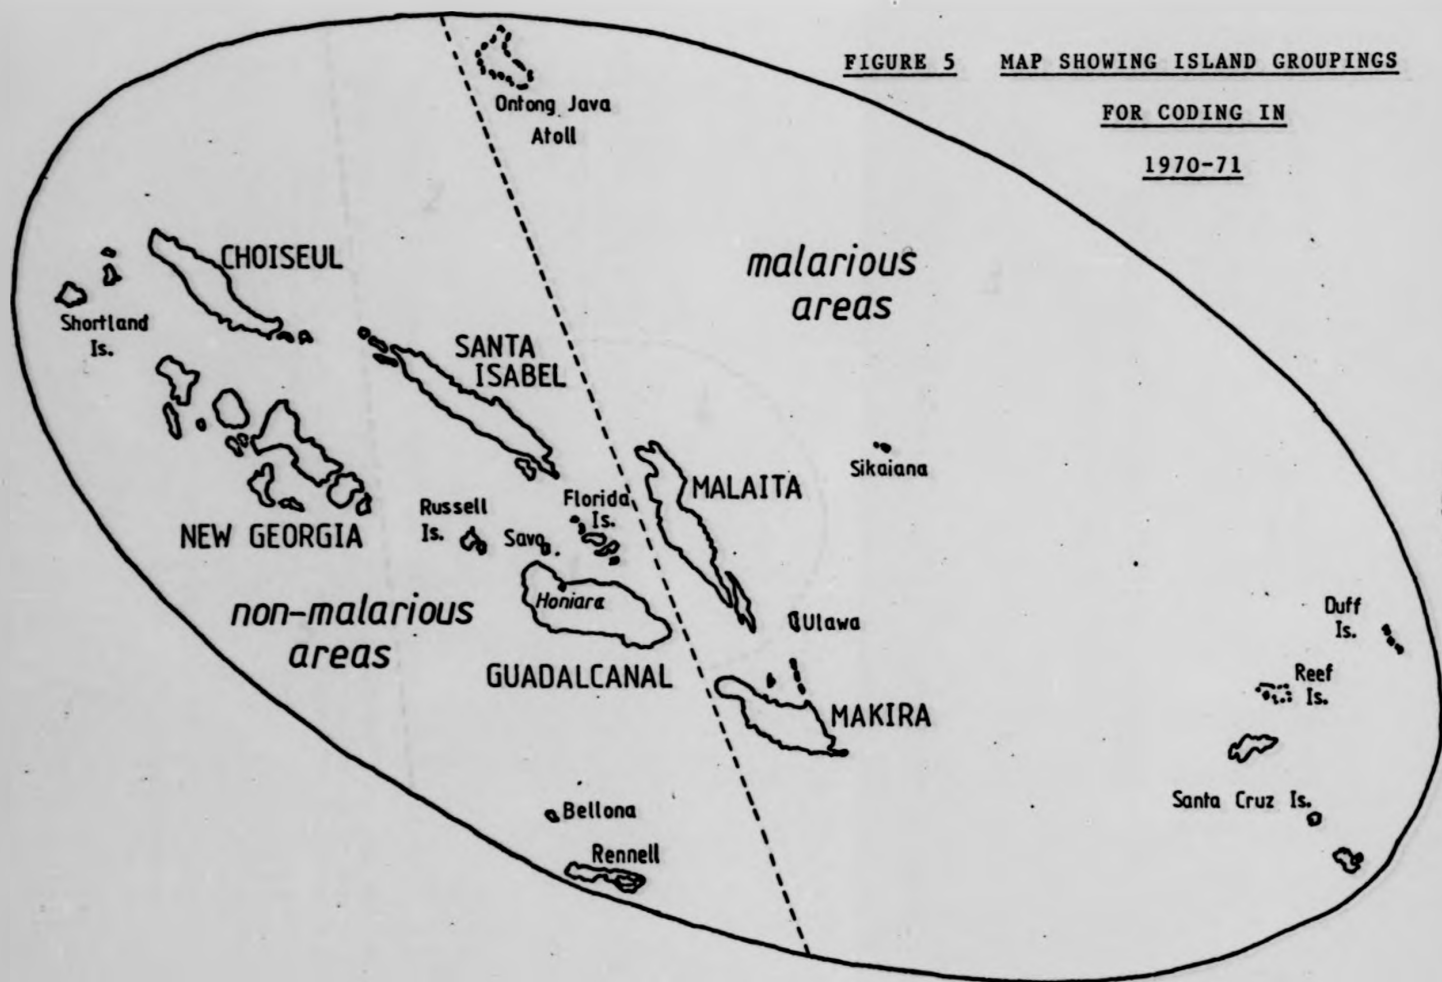 FIGURE 5 MAP SHOWING ISLAND GROUPINGS
FOR CODING IN
1970-71
Ontong Java
Atoll
CHOISEUL
malarious
areas
Shortland
Is.
SANTA
ISABEL
Sikaiana
MALAITA
Russell
Is.
Florida
Is.
NEW GEORGIA
Savo
Honiara
non-malarious
areas
Ulawa
Duff
Is.
GUADALCANAL
Reef
Is.
MAKIRA
Santa Cruz Is.
Bellona
Rennell